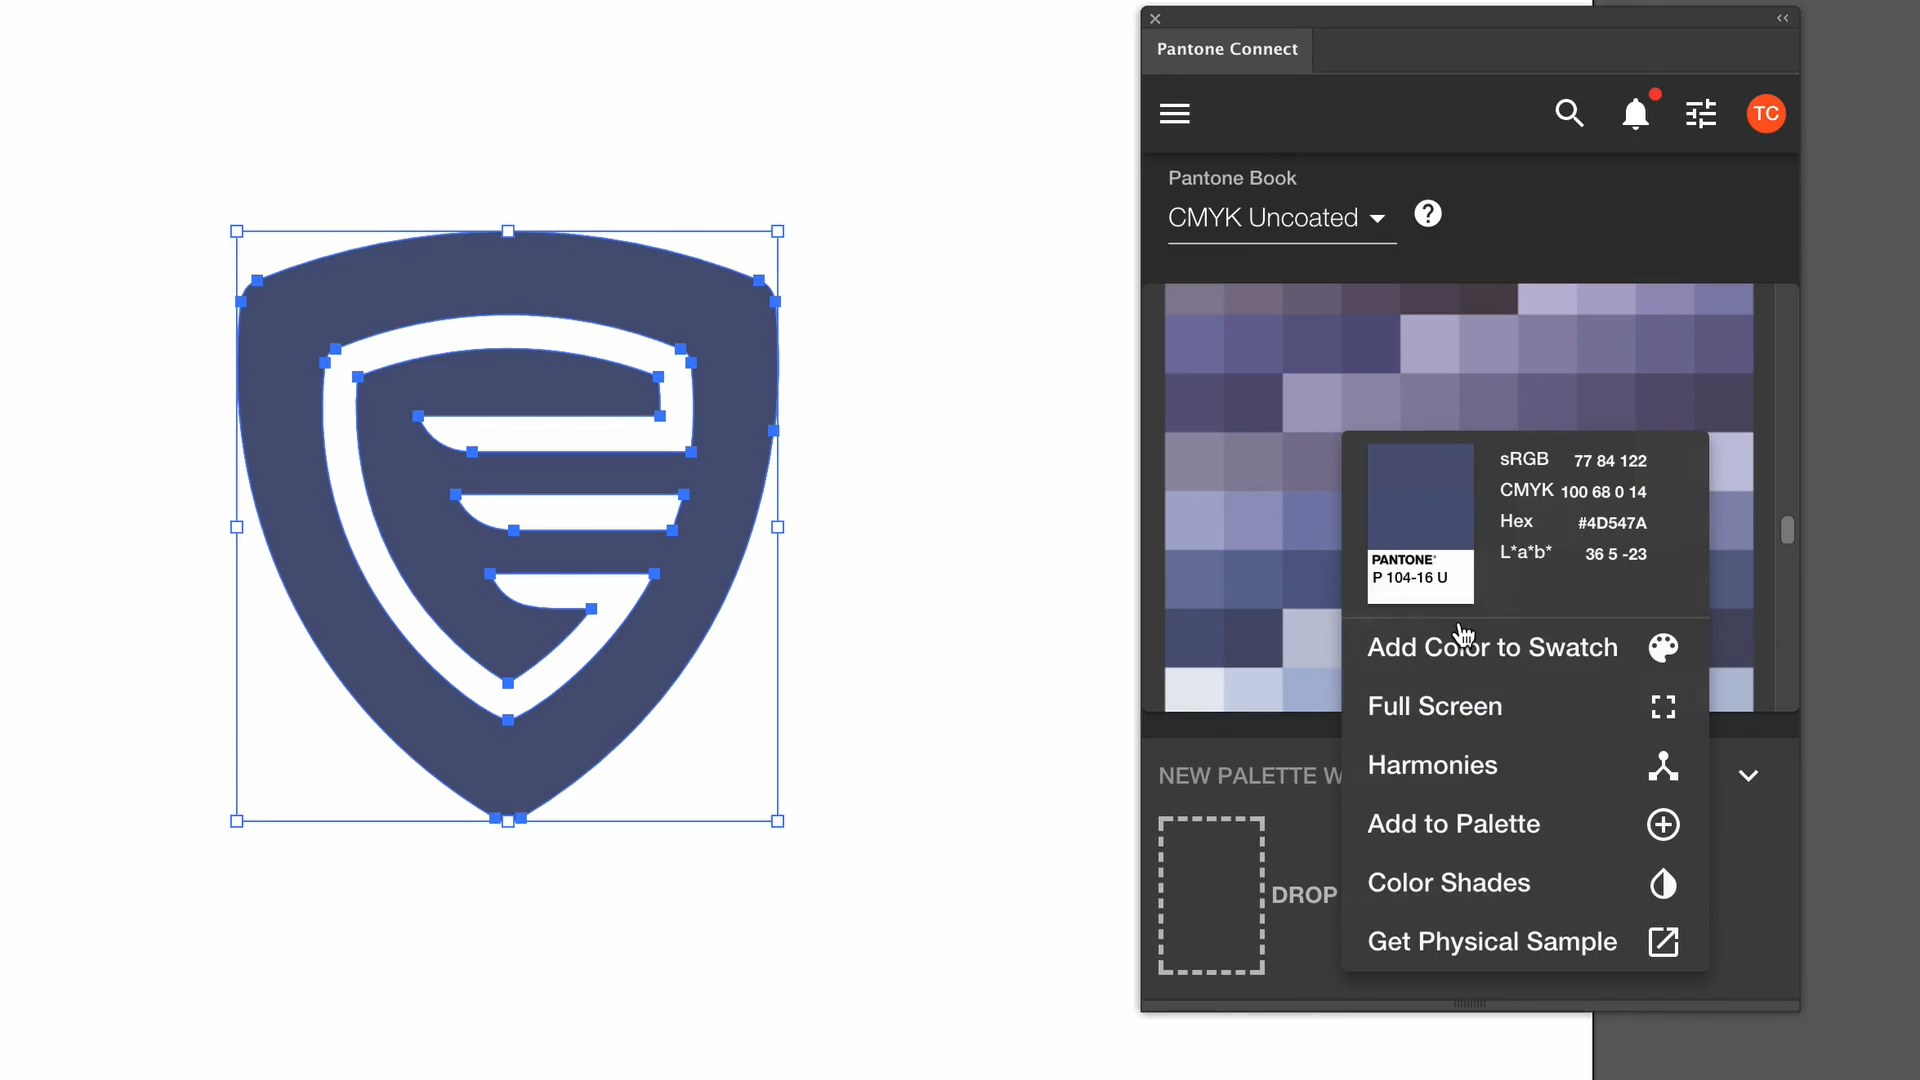 Pantone Connect
TC
Pantone Book
CMYK Uncoated
?
sRGB 77 84 122
CMYK 100 68 0 14
Hex #4D547A
L*a*b* 36 5 -23
PANTONE
P 104-16 U
Add Color to Swatch
Full Screen
Harmonies
NEW PALETTE W
Add to Palette
Color Shades
DROP
Get Physical Sample